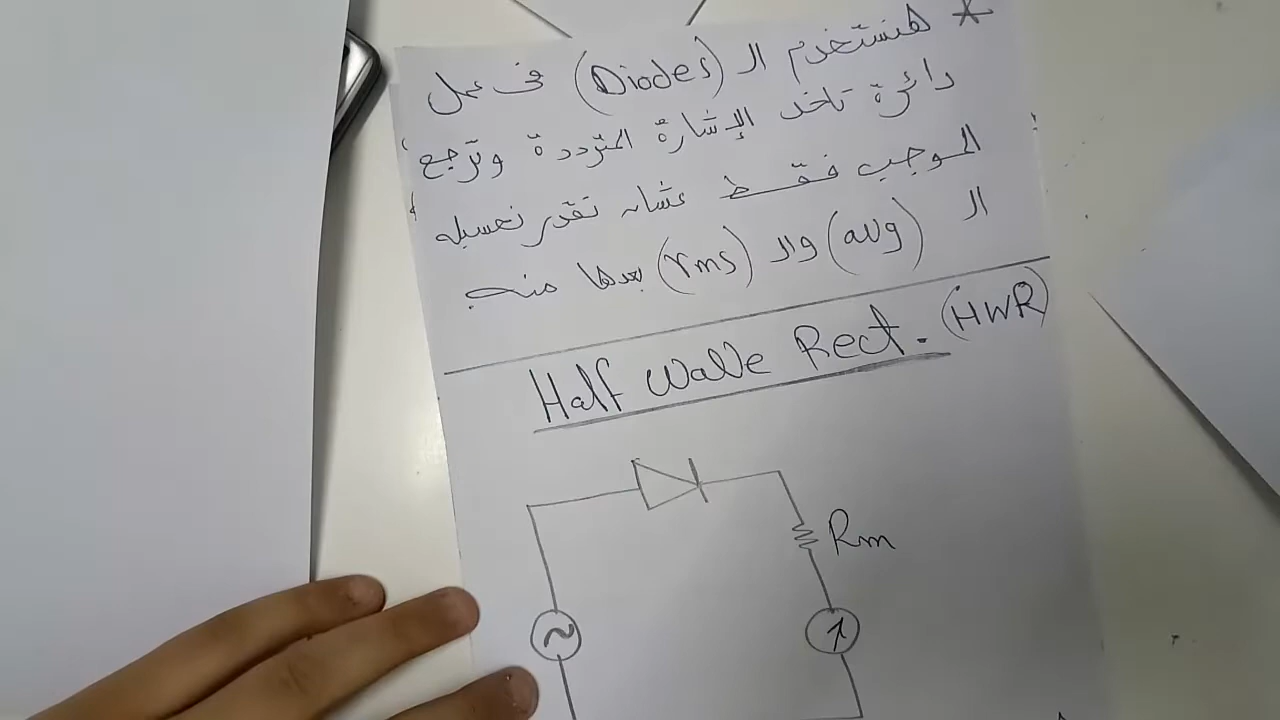 * هنستخدم الـ (Diodes) فى عمل
دائرة تاخد الإشارة المترددة وترجع
الموجب فقط عشان نقدر نحسبله
الـ (avg) والـ (rms) بعدها منه
Half Wave Rect. (HWR)
Rm